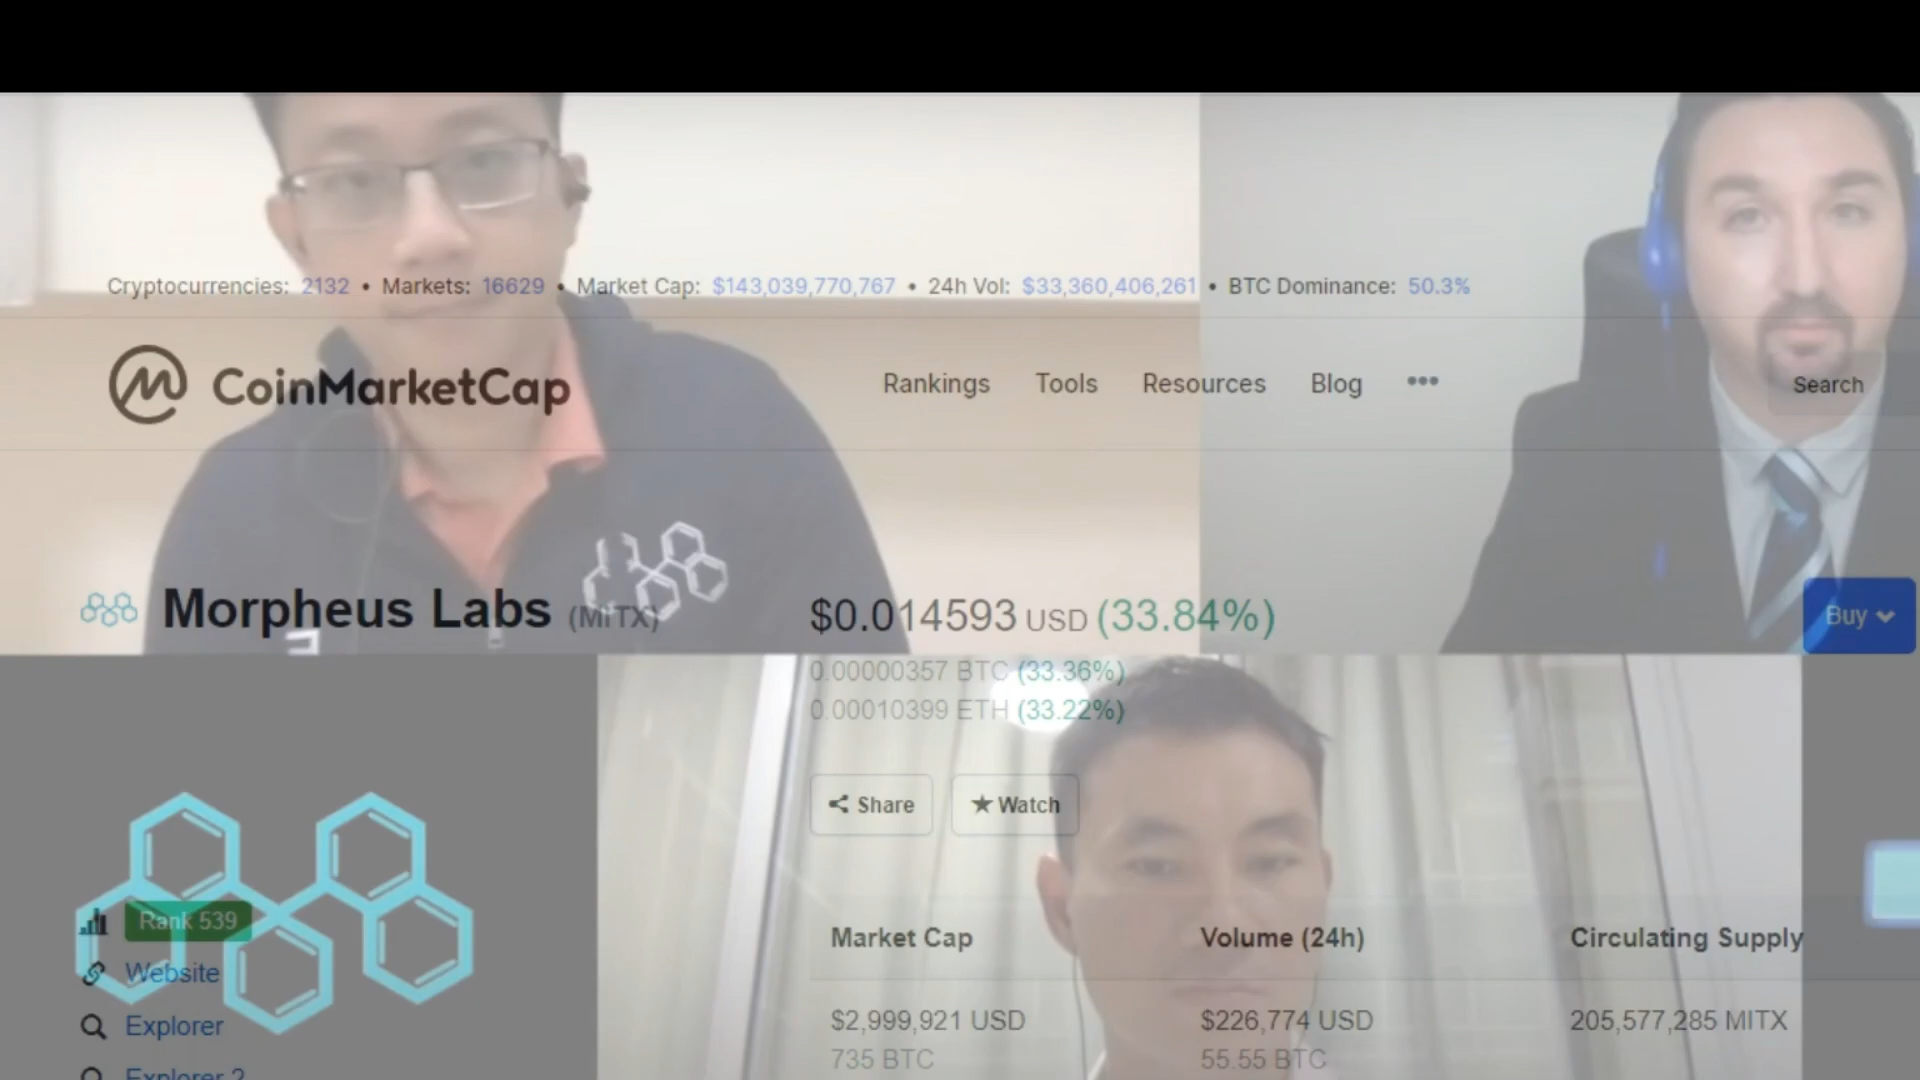 Cryptocurrencies: 2132 • Markets: 16629 • Market Cap: $143,039,770,767 • 24h Vol: $33,360,406,261 • BTC Dominance: 50.3%
CoinMarketCap Rankings Tools Resources Blog ••• Search
Morpheus Labs (MITX) $0.014593 USD (33.84%) Buy
0.00000357 BTC (33.36%)
0.00010399 ETH (33.22%)
Share Watch
Rank 539
Market Cap Volume (24h) Circulating Supply
Website
$2,999,921 USD $226,774 USD 205,577,285 MITX
Explorer
735 BTC 55.55 BTC
Explorer 2